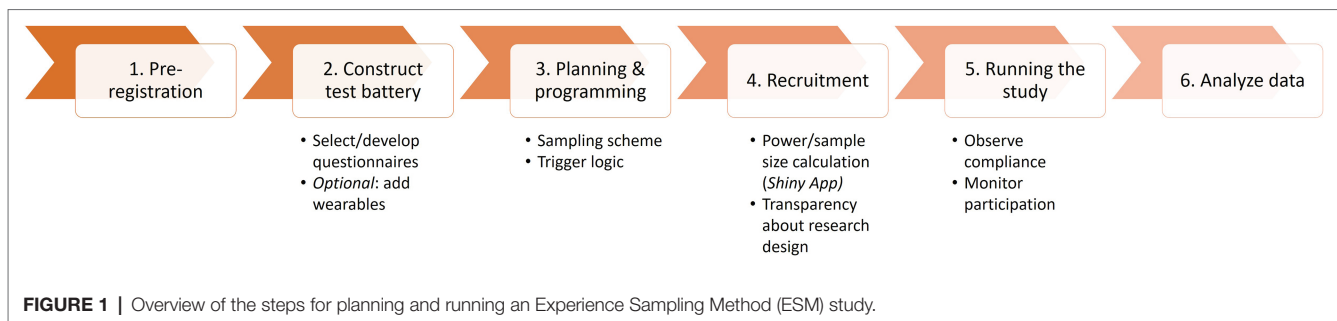 1. Pre-
registration
2. Construct
test battery
• Select/develop
questionnaires
• Optional: add
wearables
3. Planning &
programming
• Sampling scheme
• Trigger logic
4. Recruitment
• Power/sample
size calculation
(Shiny App)
• Transparency
about research
design
5. Running the
study
• Observe
compliance
• Monitor
participation
6. Analyze data
FIGURE 1 | Overview of the steps for planning and running an Experience Sampling Method (ESM) study.